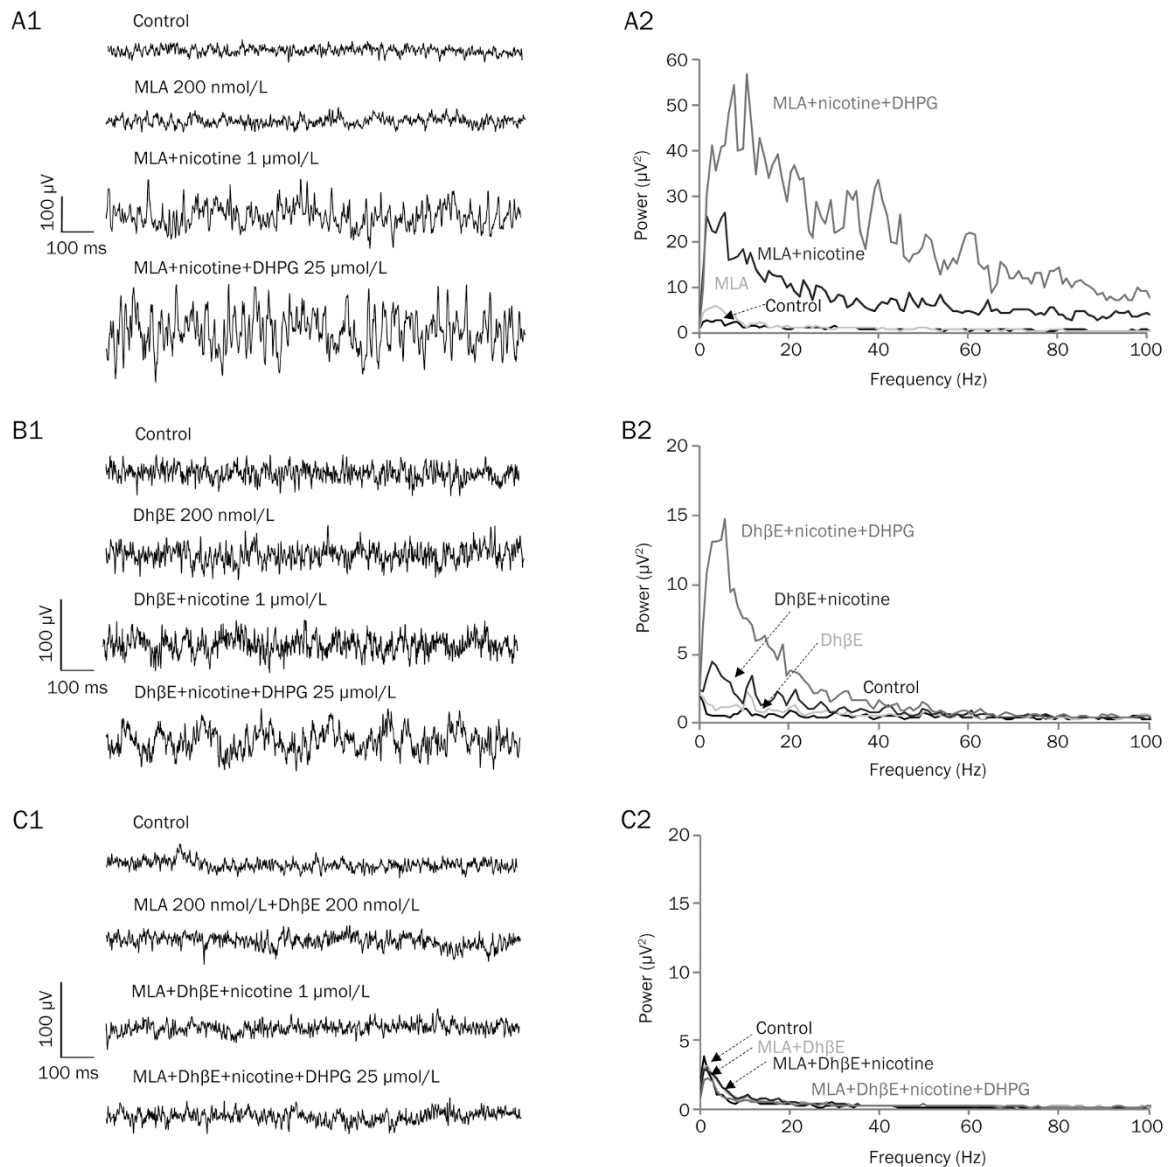 A1
Control
MLA 200 nmol/L
MLA+nicotine 1 µmol/L
100 µV
100 ms
MLA+nicotine+DHPG 25 µmol/L
A2
60
50
40
30
20
10
0
Power (µV²)
MLA+nicotine+DHPG
MLA+nicotine
MLA
Control
0 20 40 60 80 100
Frequency (Hz)
B1
Control
DhβE 200 nmol/L
DhβE+nicotine 1 µmol/L
100 µV
100 ms
DhβE+nicotine+DHPG 25 µmol/L
B2
20
15
10
5
0
Power (µV²)
DhβE+nicotine+DHPG
DhβE+nicotine
DhβE
Control
0 20 40 60 80 100
Frequency (Hz)
C1
Control
MLA 200 nmol/L+DhβE 200 nmol/L
MLA+DhβE+nicotine 1 µmol/L
100 µV
100 ms
MLA+DhβE+nicotine+DHPG 25 µmol/L
C2
20
15
10
5
0
Power (µV²)
Control
MLA+DhβE
MLA+DhβE+nicotine
MLA+DhβE+nicotine+DHPG
0 20 40 60 80 100
Frequency (Hz)